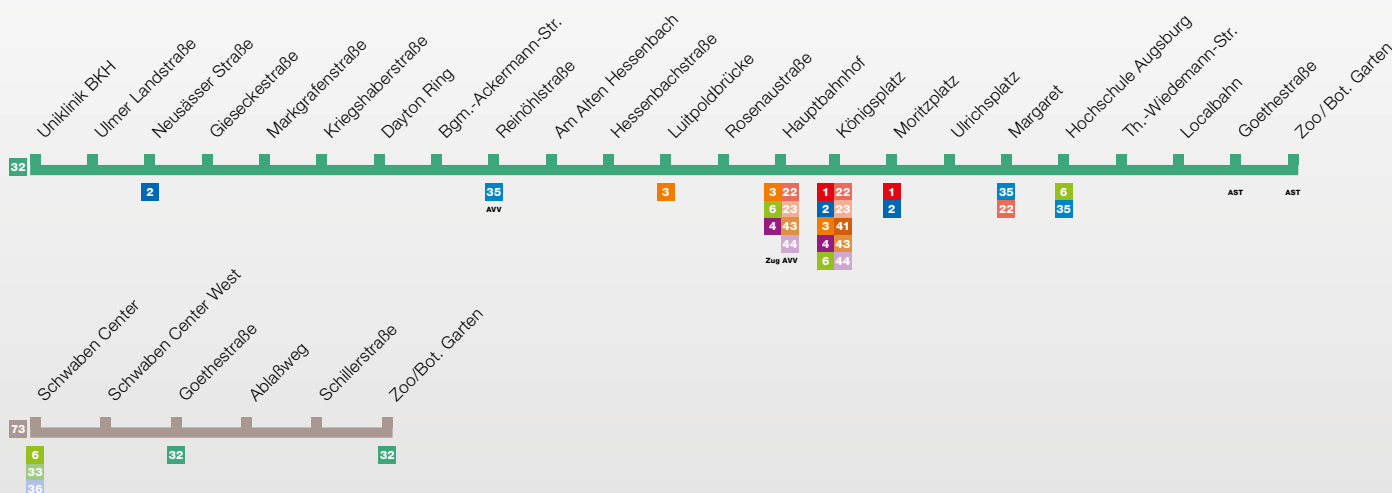 Uniklinik BKH
Ulmer Landstraße
Neusässer Straße
Gieseckestraße
Markgrafenstraße
Kriegshaberstraße
Dayton Ring
Bgm.-Ackermann-Str.
Reinöhlstraße
Am Alten Hessenbach
Hessenbachstraße
Luitpoldbrücke
Rosenaustraße
Hauptbahnhof
Königsplatz
Moritzplatz
Ulrichsplatz
Margaret
Hochschule Augsburg
Th.-Wiedemann-Str.
Localbahn
Goethestraße
Zoo/Bot. Garten
32
2
35
AVV
3
3 22
6 23
4 43
44
Zug AVV
1 22
2 23
3 41
4 43
6 44
1
2
35
22
6
35
AST
AST
Schwaben Center
Schwaben Center West
Goethestraße
Ablaßweg
Schillerstraße
Zoo/Bot. Garten
73
6
33
36
32
32